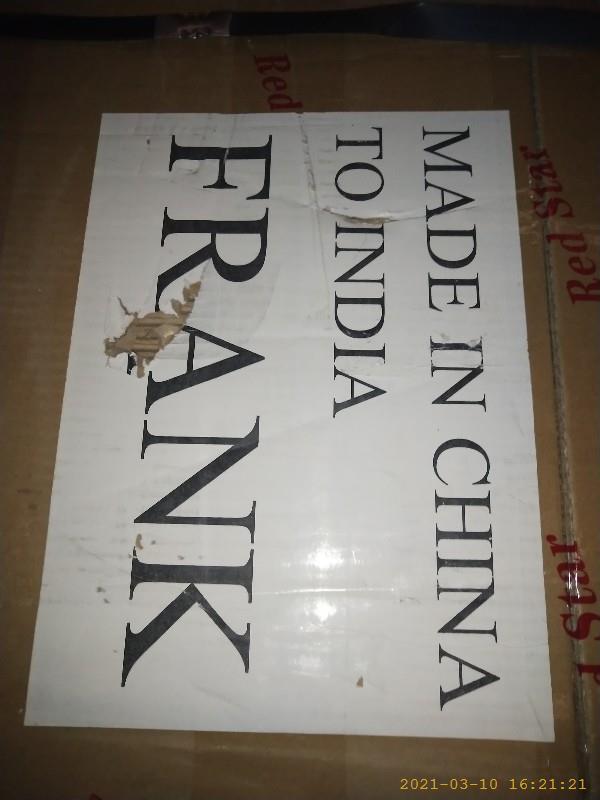 MADE IN CHINA
TO INDIA
FRANK
Red
Red Star
d Star
2021-03-10 16:21:21